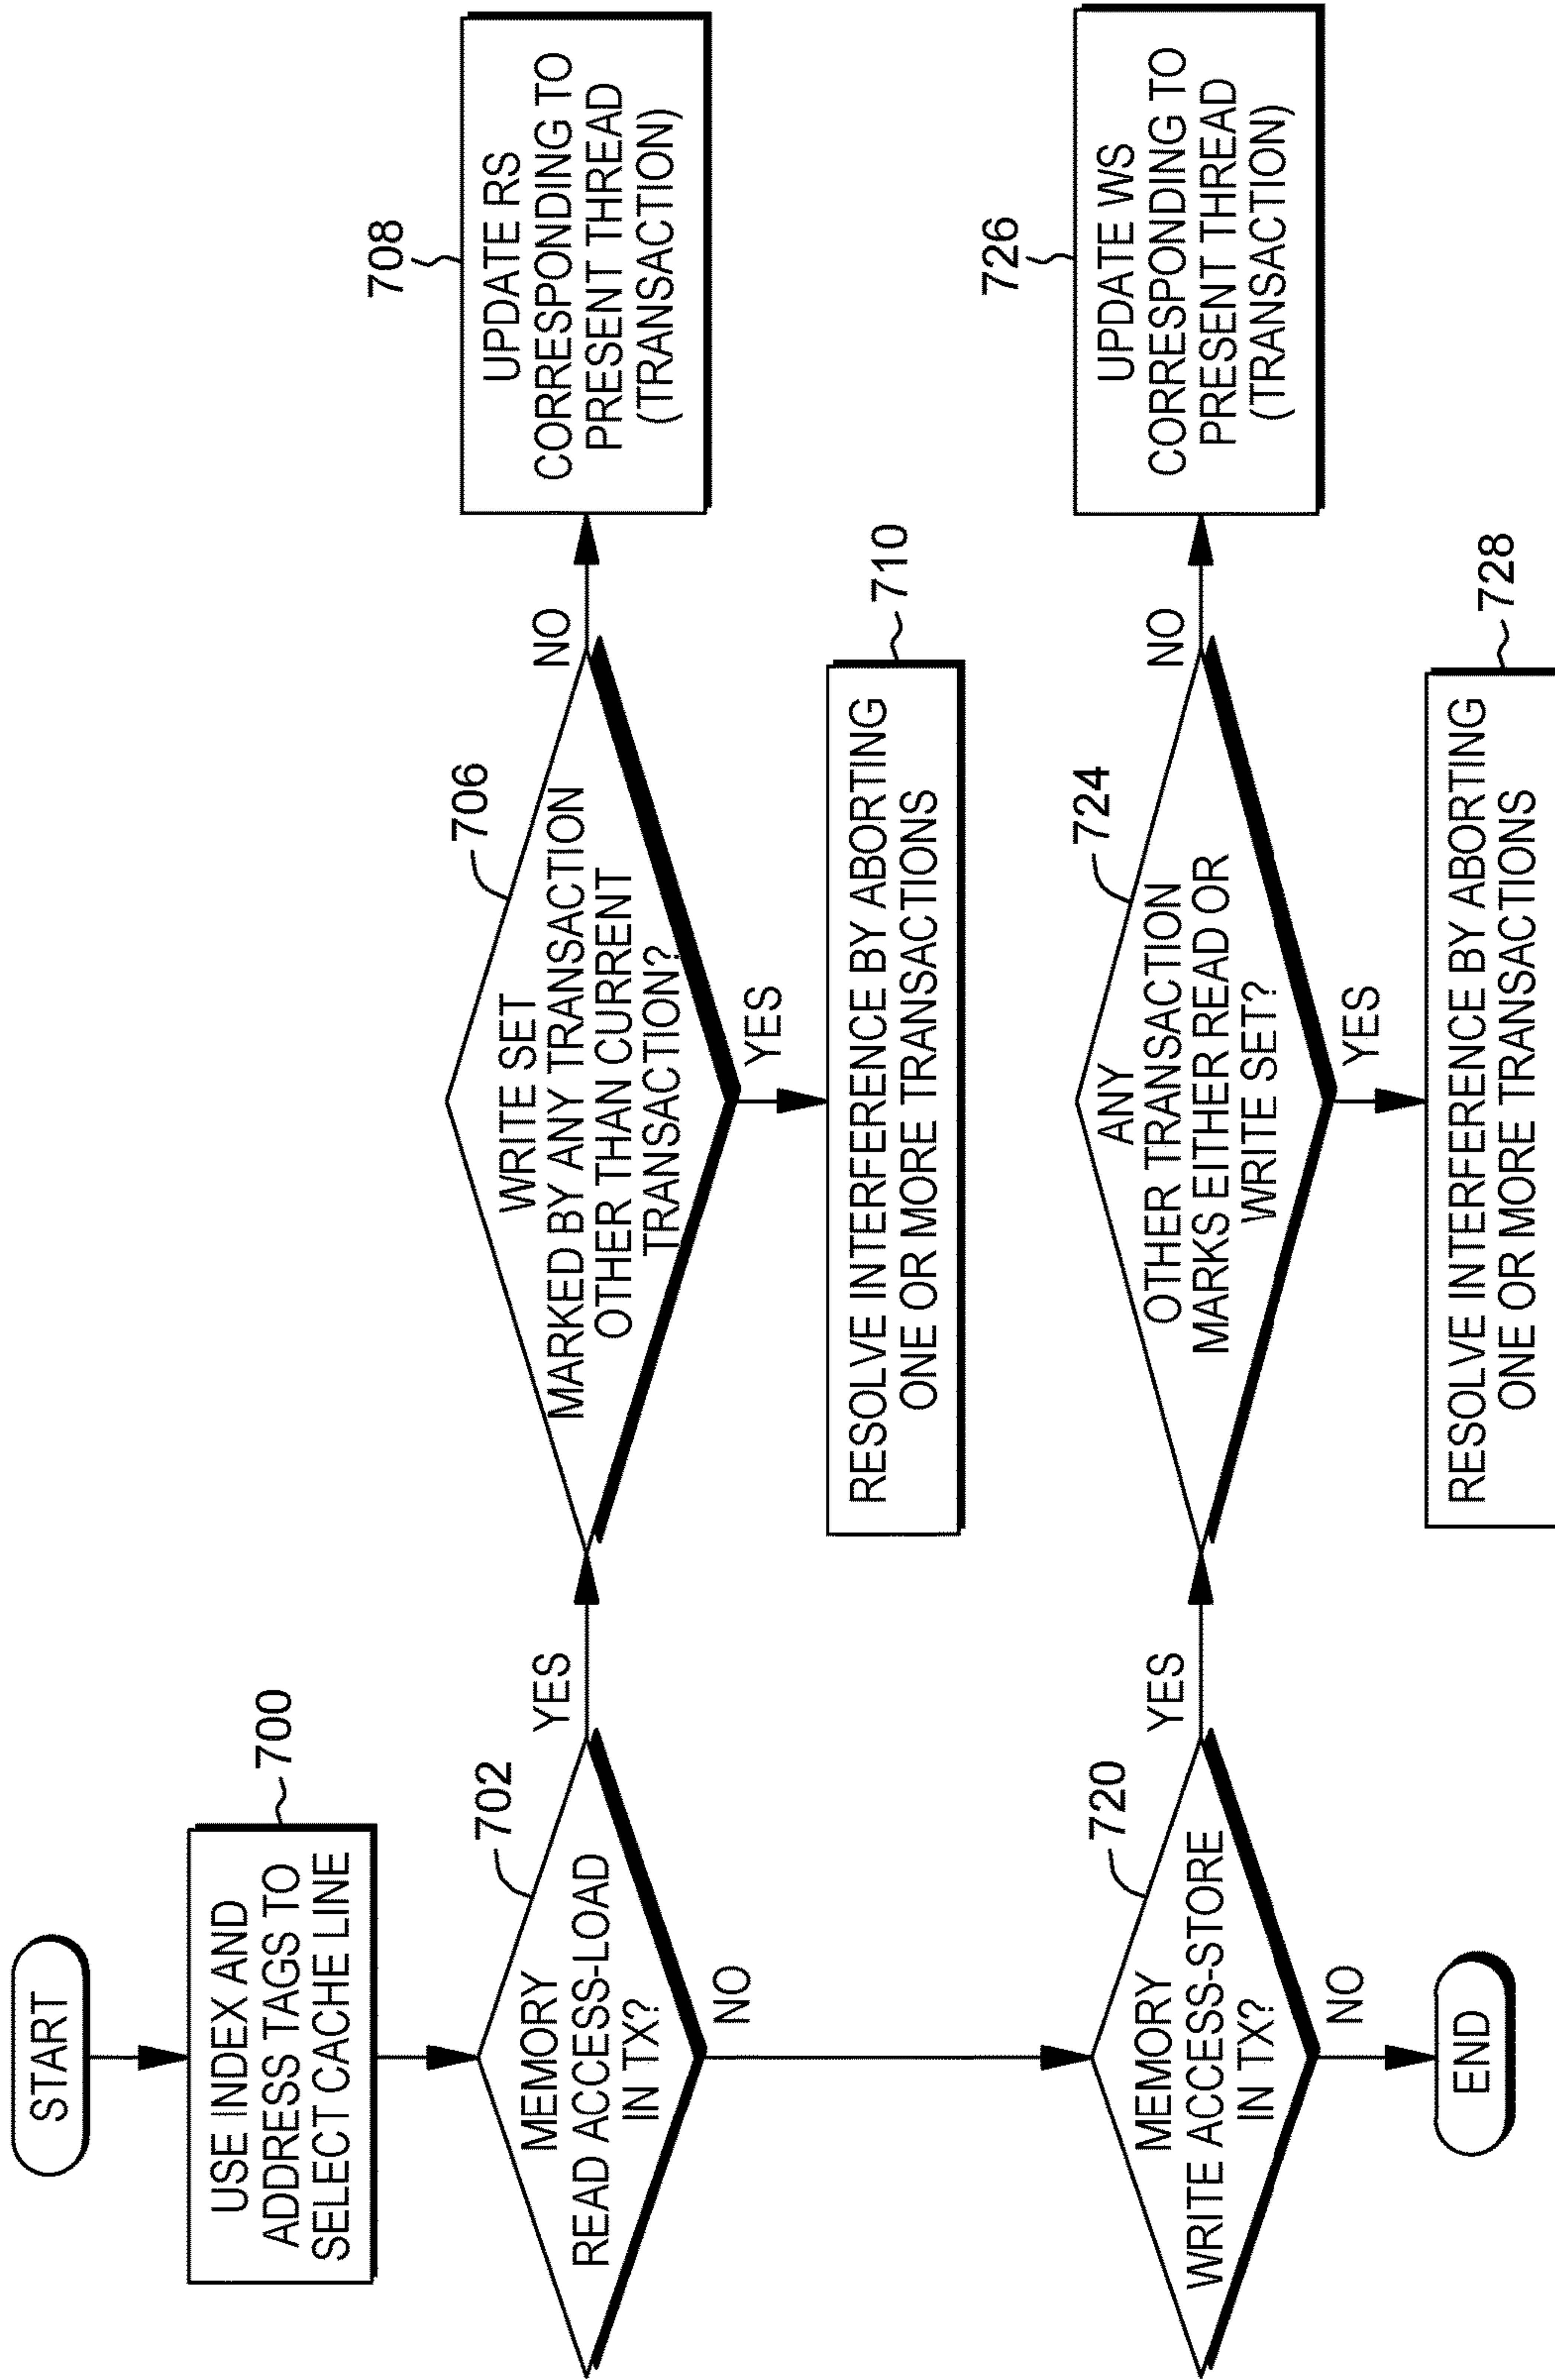 START
700
USE INDEX AND
ADDRESS TAGS TO
SELECT CACHE LINE
702
MEMORY
READ ACCESS-LOAD
IN TX?
YES
NO
706
WRITE SET
MARKED BY ANY TRANSACTION
OTHER THAN CURRENT
TRANSACTION?
NO
YES
708
UPDATE RS
CORRESPONDING TO
PRESENT THREAD
(TRANSACTION)
710
RESOLVE INTERFERENCE BY ABORTING
ONE OR MORE TRANSACTIONS
720
MEMORY
WRITE ACCESS-STORE
IN TX?
YES
NO
724
ANY
OTHER TRANSACTION
MARKS EITHER READ OR
WRITE SET?
NO
YES
726
UPDATE WS
CORRESPONDING TO
PRESENT THREAD
(TRANSACTION)
728
RESOLVE INTERFERENCE BY ABORTING
ONE OR MORE TRANSACTIONS
END